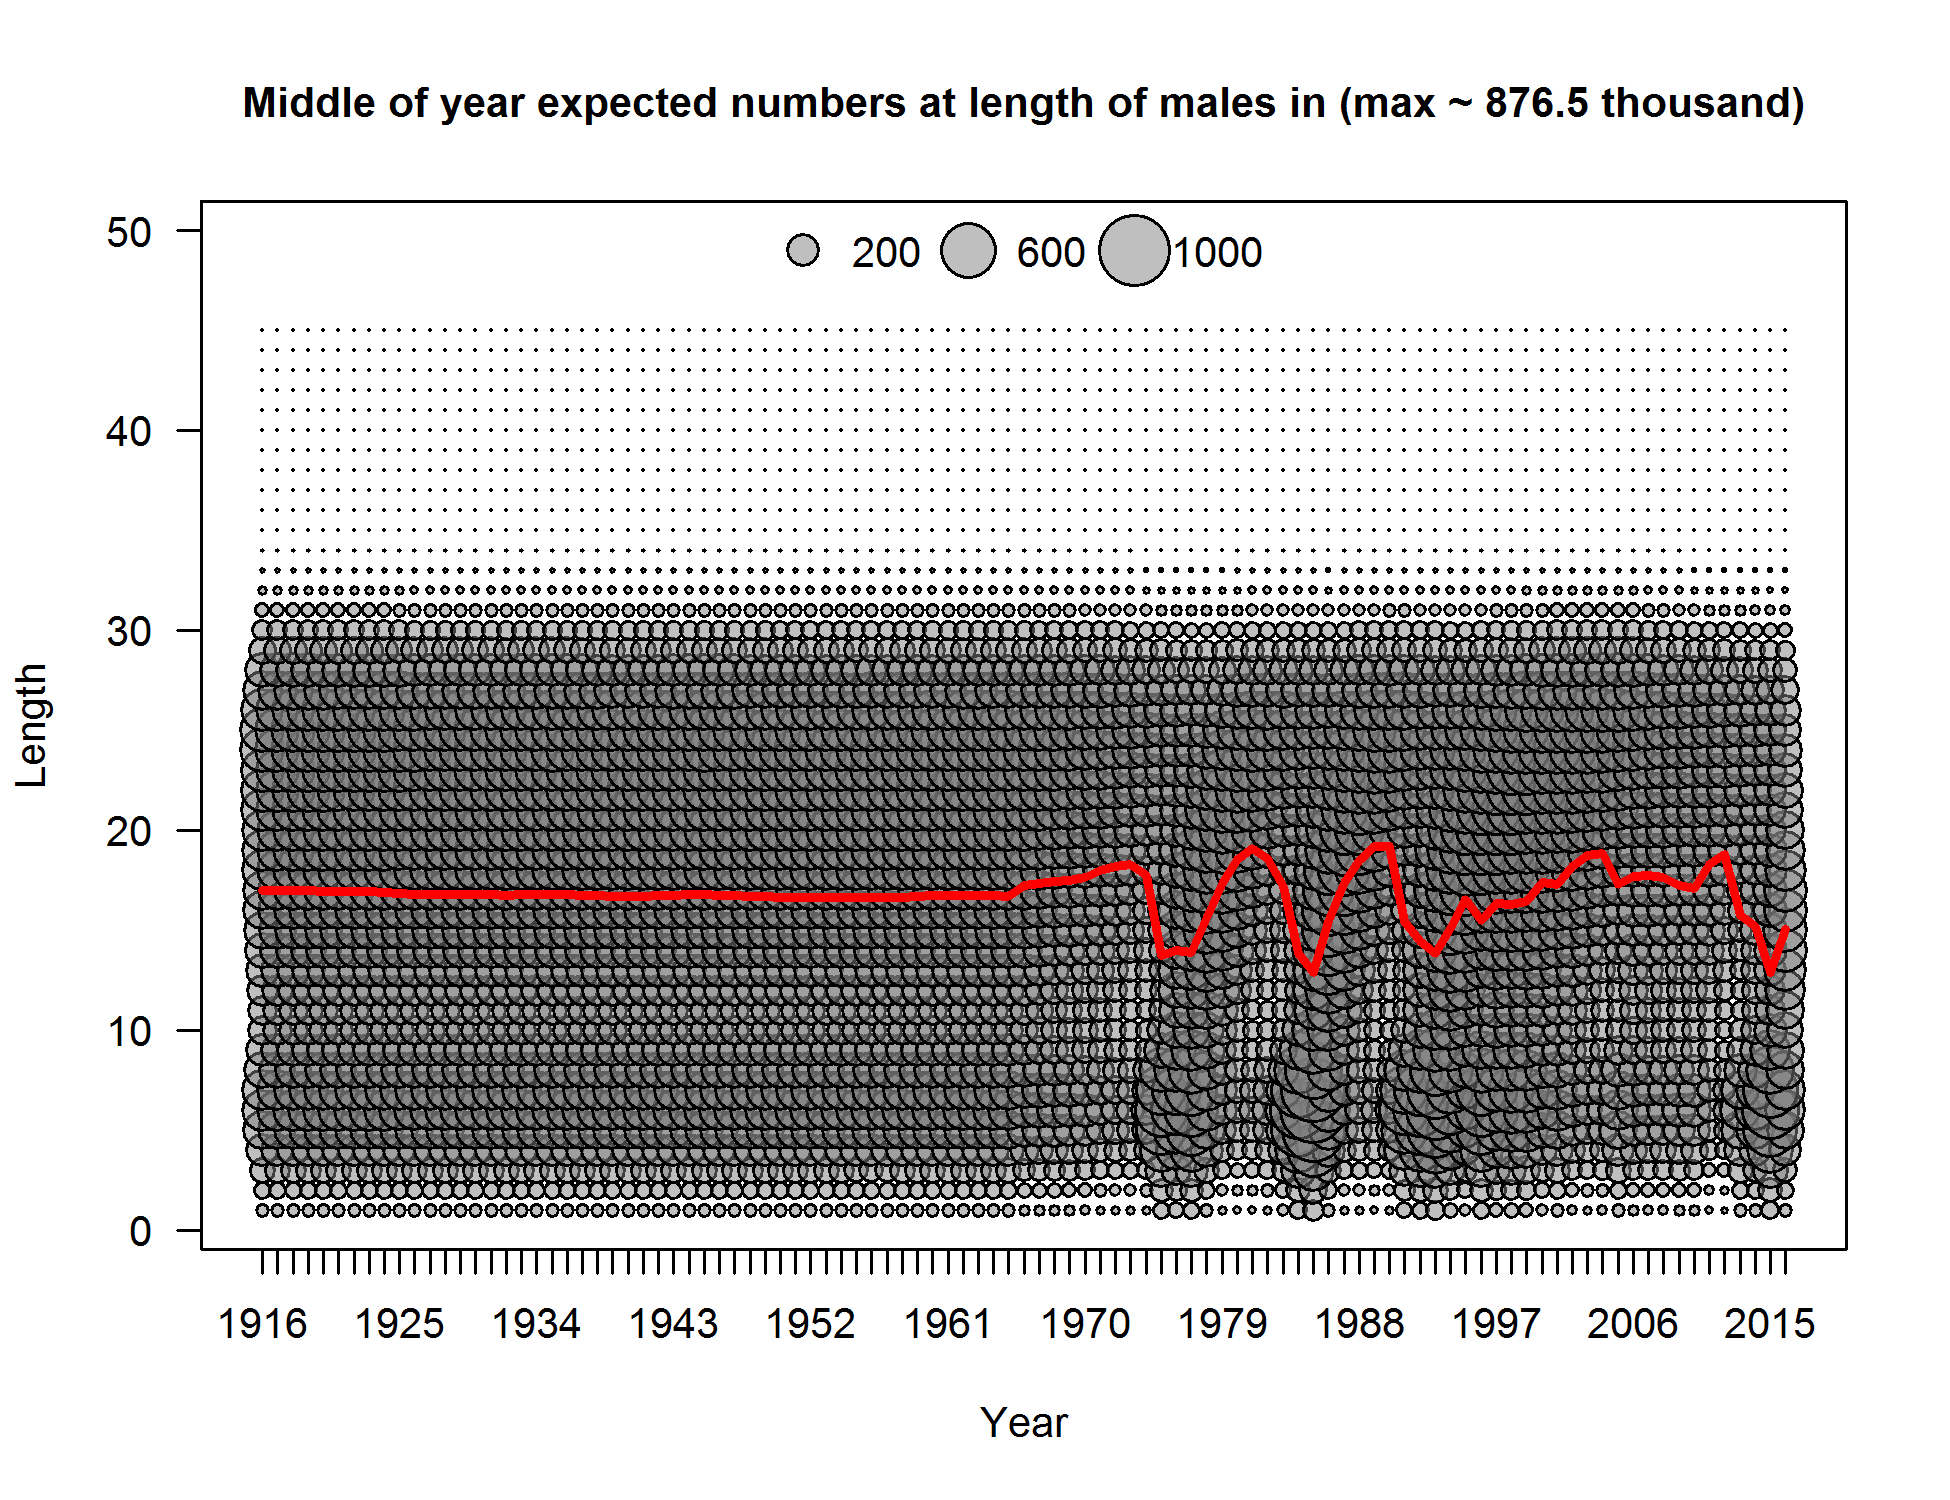 Middle of year expected numbers at length of males in (max ~ 876.5 thousand)
200 600 1000
50
40
30
20
10
0
Length
1916 1925 1934 1943 1952 1961 1970 1979 1988 1997 2006 2015
Year